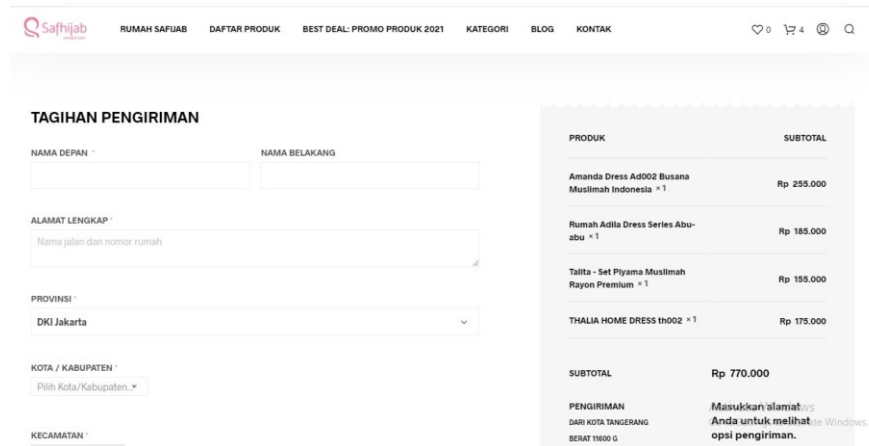 Safhijab
RUMAH SAFIJAB DAFTAR PRODUK BEST DEAL: PROMO PRODUK 2021 KATEGORI BLOG KONTAK 0 4
TAGIHAN PENGIRIMAN
NAMA DEPAN *
NAMA BELAKANG
ALAMAT LENGKAP *
Nama jalan dan nomor rumah
PROVINSI *
DKI Jakarta
KOTA / KABUPATEN *
Pilih Kota/Kabupaten..
KECAMATAN *
PRODUK SUBTOTAL
Amanda Dress Ad002 Busana
Muslimah Indonesia × 1 Rp 255.000
Rumah Adila Dress Series Abu-
abu × 1 Rp 185.000
Talita - Set Piyama Muslimah
Rayon Premium × 1 Rp 155.000
THALIA HOME DRESS th002 × 1 Rp 175.000
SUBTOTAL Rp 770.000
PENGIRIMAN
DARI KOTA TANGERANG
BERAT 11600 G
Masukkan alamat
Anda untuk melihat
opsi pengiriman.